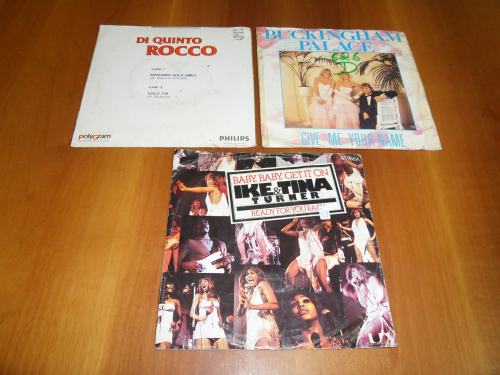 DI QUINTO
ROCCO
Lato 1
Lato 2
polygram
PHILIPS
BUCKINGHAM
PALACE
686
D
GIVE ME YOUR NAME
BABY, BABY, GET IT ON
IKE & TINA
TURNER
READY FOR YOU BABY